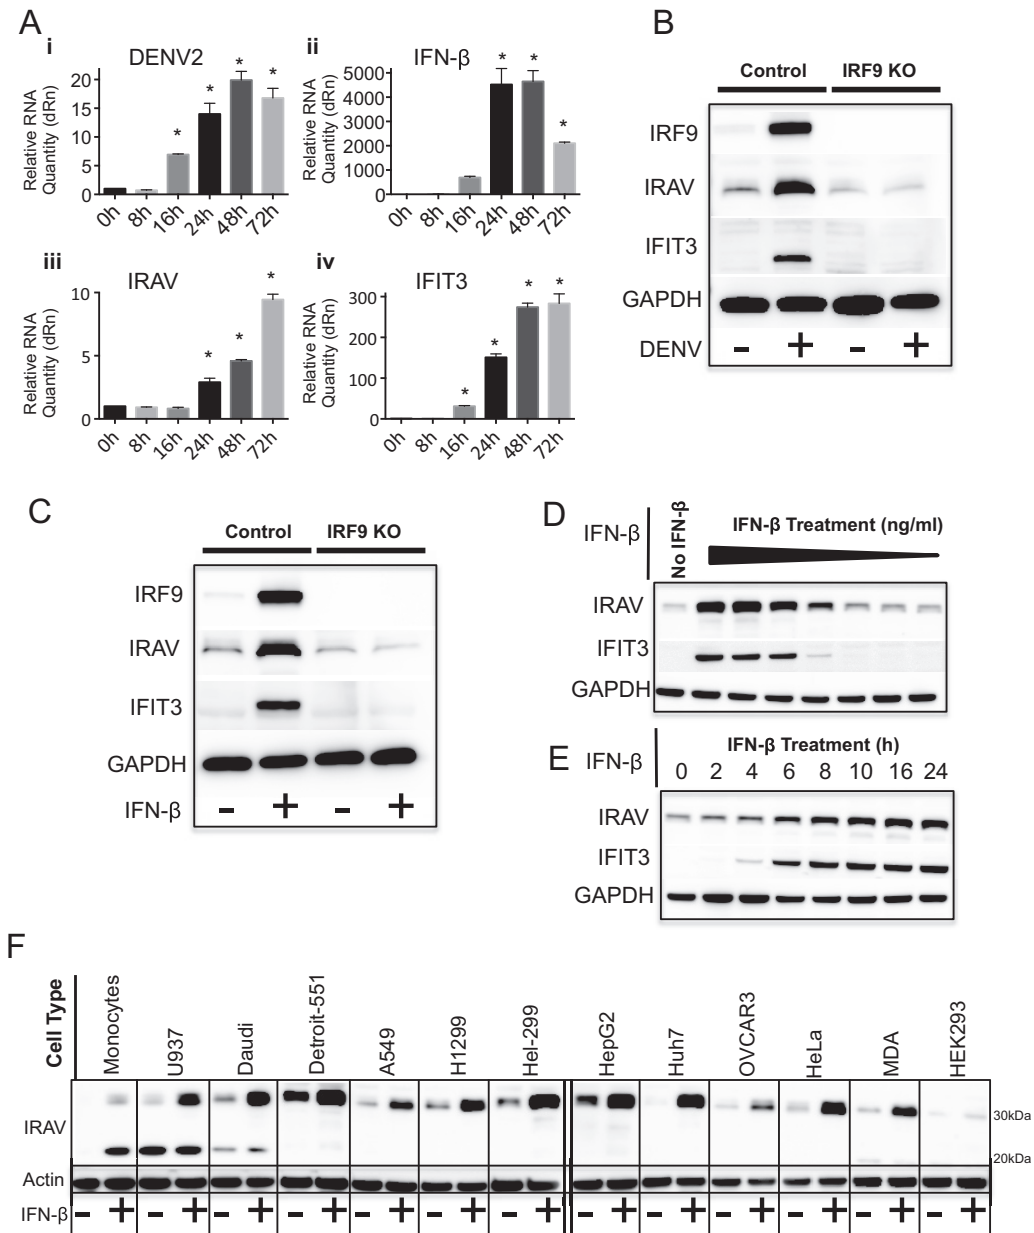 A
i
DENV2
Relative RNA
Quantity (dRn)
20
15
10
5
0
0h 8h 16h 24h 48h 72h
* * * *
ii
IFN-β
Relative RNA
Quantity (dRn)
5000
4000
3000
2000
1000
0
0h 8h 16h 24h 48h 72h
* * *
iii
IRAV
Relative RNA
Quantity (dRn)
10
5
0
0h 8h 16h 24h 48h 72h
* * *
iv
IFIT3
Relative RNA
Quantity (dRn)
300
200
100
0
0h 8h 16h 24h 48h 72h
* * * *
B
Control IRF9 KO
IRF9
IRAV
IFIT3
GAPDH
DENV - + - +
C
Control IRF9 KO
IRF9
IRAV
IFIT3
GAPDH
IFN-β - + - +
D
IFN-β No IFN-β IFN-β Treatment (ng/ml)
IRAV
IFIT3
GAPDH
E
IFN-β Treatment (h)
IFN-β 0 2 4 6 8 10 16 24
IRAV
IFIT3
GAPDH
F
Cell Type Monocytes U937 Daudi Detroit-551 A549 H1299 Hel-299 HepG2 Huh7 OVCAR3 HeLa MDA HEK293
IRAV
30kDa
20kDa
Actin
IFN-β - + - + - + - + - + - + - + - + - + - + - + - + - +